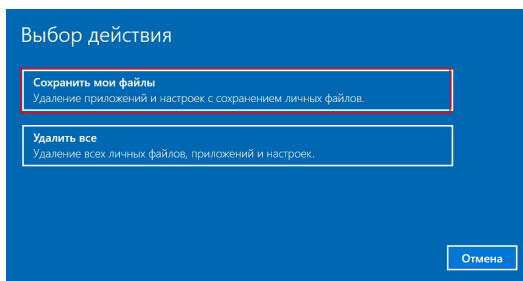 Выбор действия
Сохранить мои файлы
Удаление приложений и настроек с сохранением личных файлов.
Удалить все
Удаление всех личных файлов, приложений и настроек.
Отмена